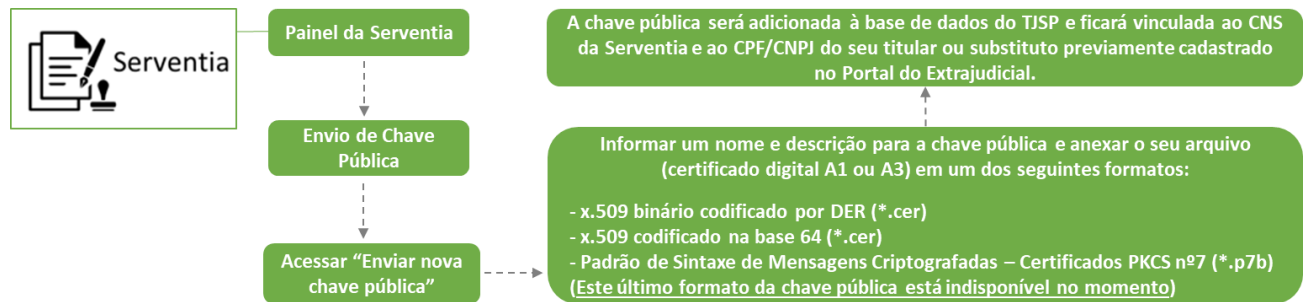 Serventia
Painel da Serventia
Envio de Chave
Pública
Acessar “Enviar nova
chave pública”
Informar um nome e descrição para a chave pública e anexar o seu arquivo
(certificado digital A1 ou A3) em um dos seguintes formatos:
- x.509 binário codificado por DER (*.cer)
- x.509 codificado na base 64 (*.cer)
- Padrão de Sintaxe de Mensagens Criptografadas – Certificados PKCS nº7 (*.p7b)
(Este último formato da chave pública está indisponível no momento)
A chave pública será adicionada à base de dados do TJSP e ficará vinculada ao CNS
da Serventia e ao CPF/CNPJ do seu titular ou substituto previamente cadastrado
no Portal do Extrajudicial.